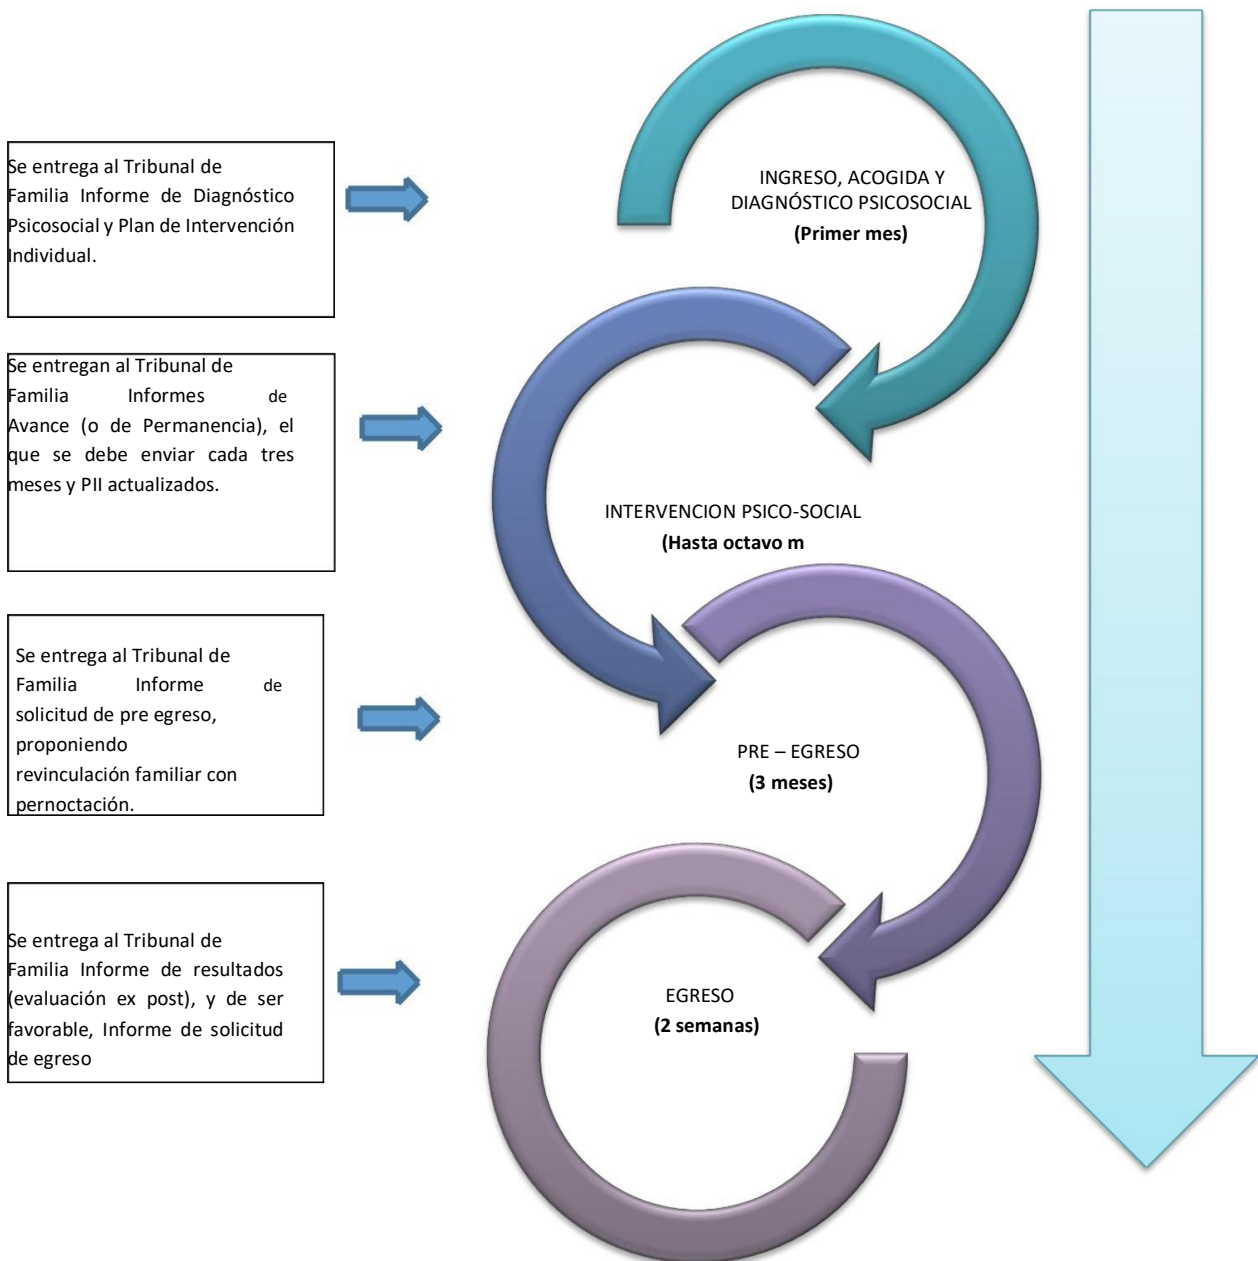 Se entrega al Tribunal de
Familia Informe de Diagnóstico
Psicosocial y Plan de Intervención
Individual.
INGRESO, ACOGIDA Y
DIAGNÓSTICO PSICOSOCIAL
(Primer mes)
Se entregan al Tribunal de
Familia Informes de
Avance (o de Permanencia), el
que se debe enviar cada tres
meses y PII actualizados.
INTERVENCION PSICO-SOCIAL
(Hasta octavo m
Se entrega al Tribunal de
Familia Informe de
solicitud de pre egreso,
proponiendo
revinculación familiar con
pernoctación.
PRE – EGRESO
(3 meses)
Se entrega al Tribunal de
Familia Informe de resultados
(evaluación ex post), y de ser
favorable, Informe de solicitud
de egreso
EGRESO
(2 semanas)